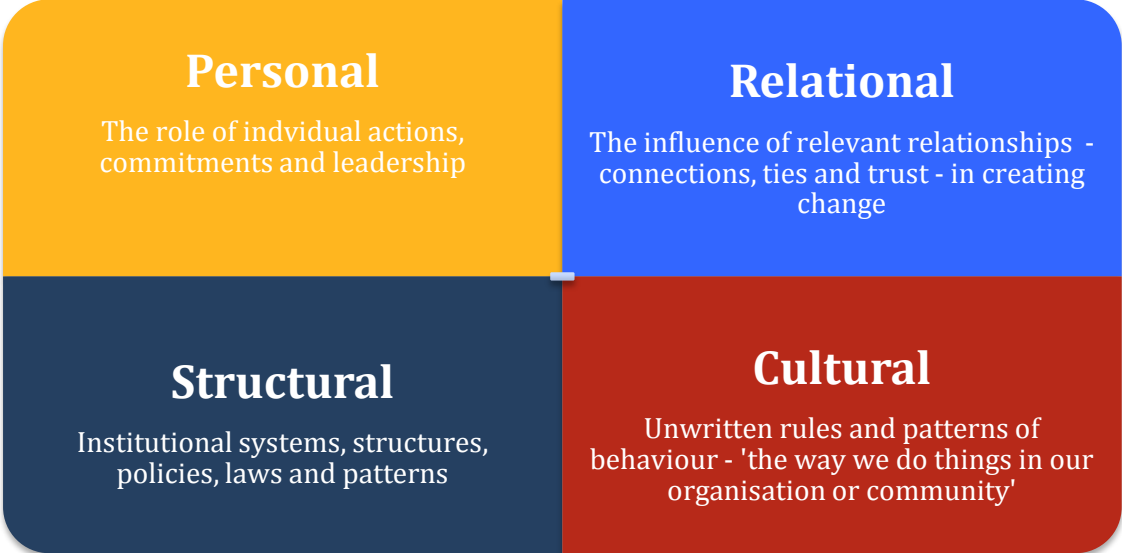 Personal
The role of indvidual actions,
commitments and leadership
Relational
The influence of relevant relationships -
connections, ties and trust - in creating
change
Structural
Institutional systems, structures,
policies, laws and patterns
Cultural
Unwritten rules and patterns of
behaviour - 'the way we do things in our
organisation or community'